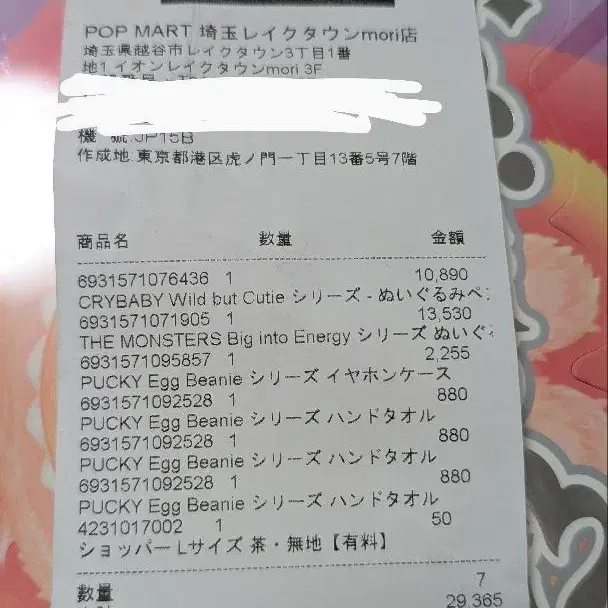 POP MART 埼玉レイクタウンmori店
埼玉県越谷市レイクタウン3丁目1番
地1 イオンレイクタウンmori 3F
機 號:JP15B
作成地:東京都港区虎ノ門一丁目13番5号7階
商品名 数量 金額
6931571076436 1 10,890
CRYBABY Wild but Cutie シリーズ - ぬいぐるみペン
6931571071905 1 13,530
THE MONSTERS Big into Energy シリーズ ぬいぐる
6931571095857 1 2,255
PUCKY Egg Beanie シリーズ イヤホンケース
6931571092528 1 880
PUCKY Egg Beanie シリーズ ハンドタオル
6931571092528 1 880
PUCKY Egg Beanie シリーズ ハンドタオル
6931571092528 1 880
PUCKY Egg Beanie シリーズ ハンドタオル
4231017002 1 50
ショッパー Lサイズ 茶・無地【有料】
数量 7
29,365